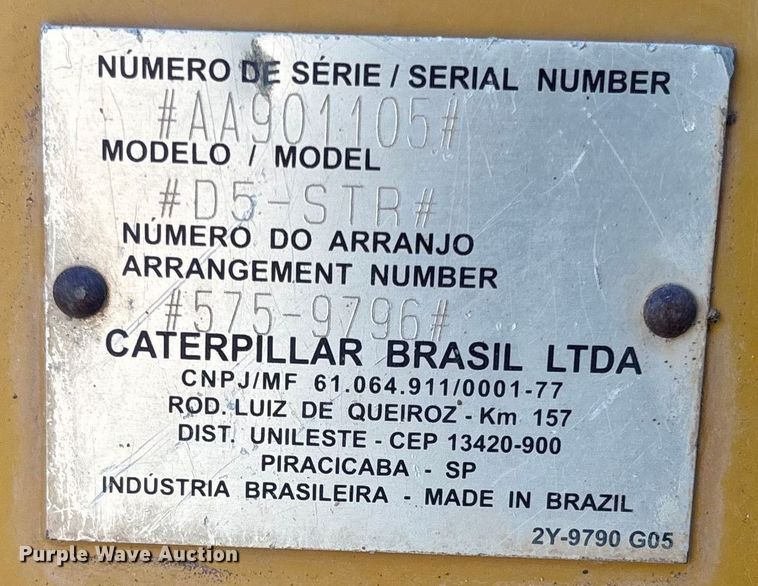 NÚMERO DE SÉRIE / SERIAL NUMBER
#AA901105#
MODELO / MODEL
#D5-STR#
NÚMERO DO ARRANJO
ARRANGEMENT NUMBER
#575-9796#
CATERPILLAR BRASIL LTDA
CNPJ/MF 61.064.911/0001-77
ROD. LUIZ DE QUEIROZ - Km 157
DIST. UNILESTE - CEP 13420-900
PIRACICABA - SP
INDÚSTRIA BRASILEIRA - MADE IN BRAZIL
2Y-9790 G05
Purple Wave Auction